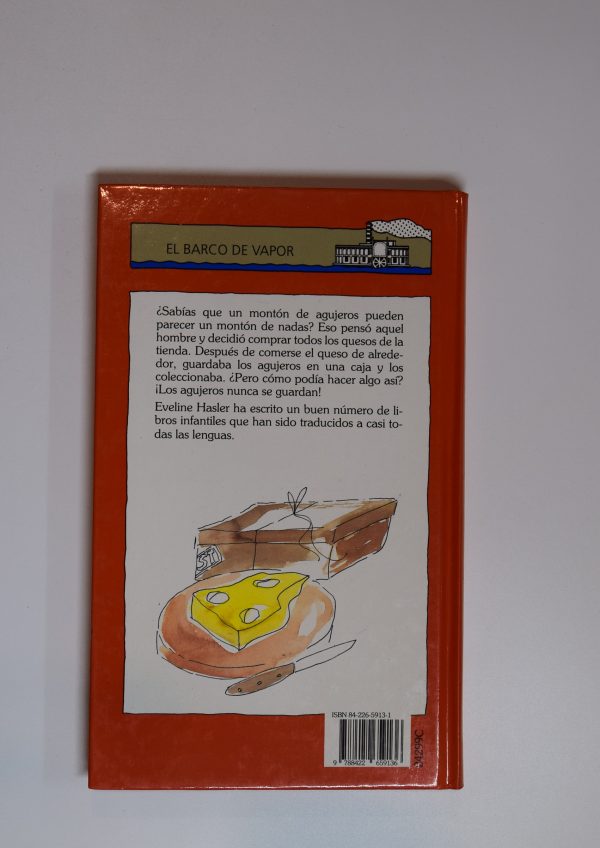 EL BARCO DE VAPOR
¿Sabías que un montón de agujeros pueden
parecer un montón de nadas? Eso pensó aquel
hombre y decidió comprar todos los quesos de la
tienda. Después de comerse el queso de alrede-
dor, guardaba los agujeros en una caja y los
coleccionaba. ¿Pero cómo podía hacer algo así?
¡Los agujeros nunca se guardan!
Eveline Hasler ha escrito un buen número de li-
bros infantiles que han sido traducidos a casi to-
das las lenguas.
ISBN 84-226-5913-1
9 788422 659136